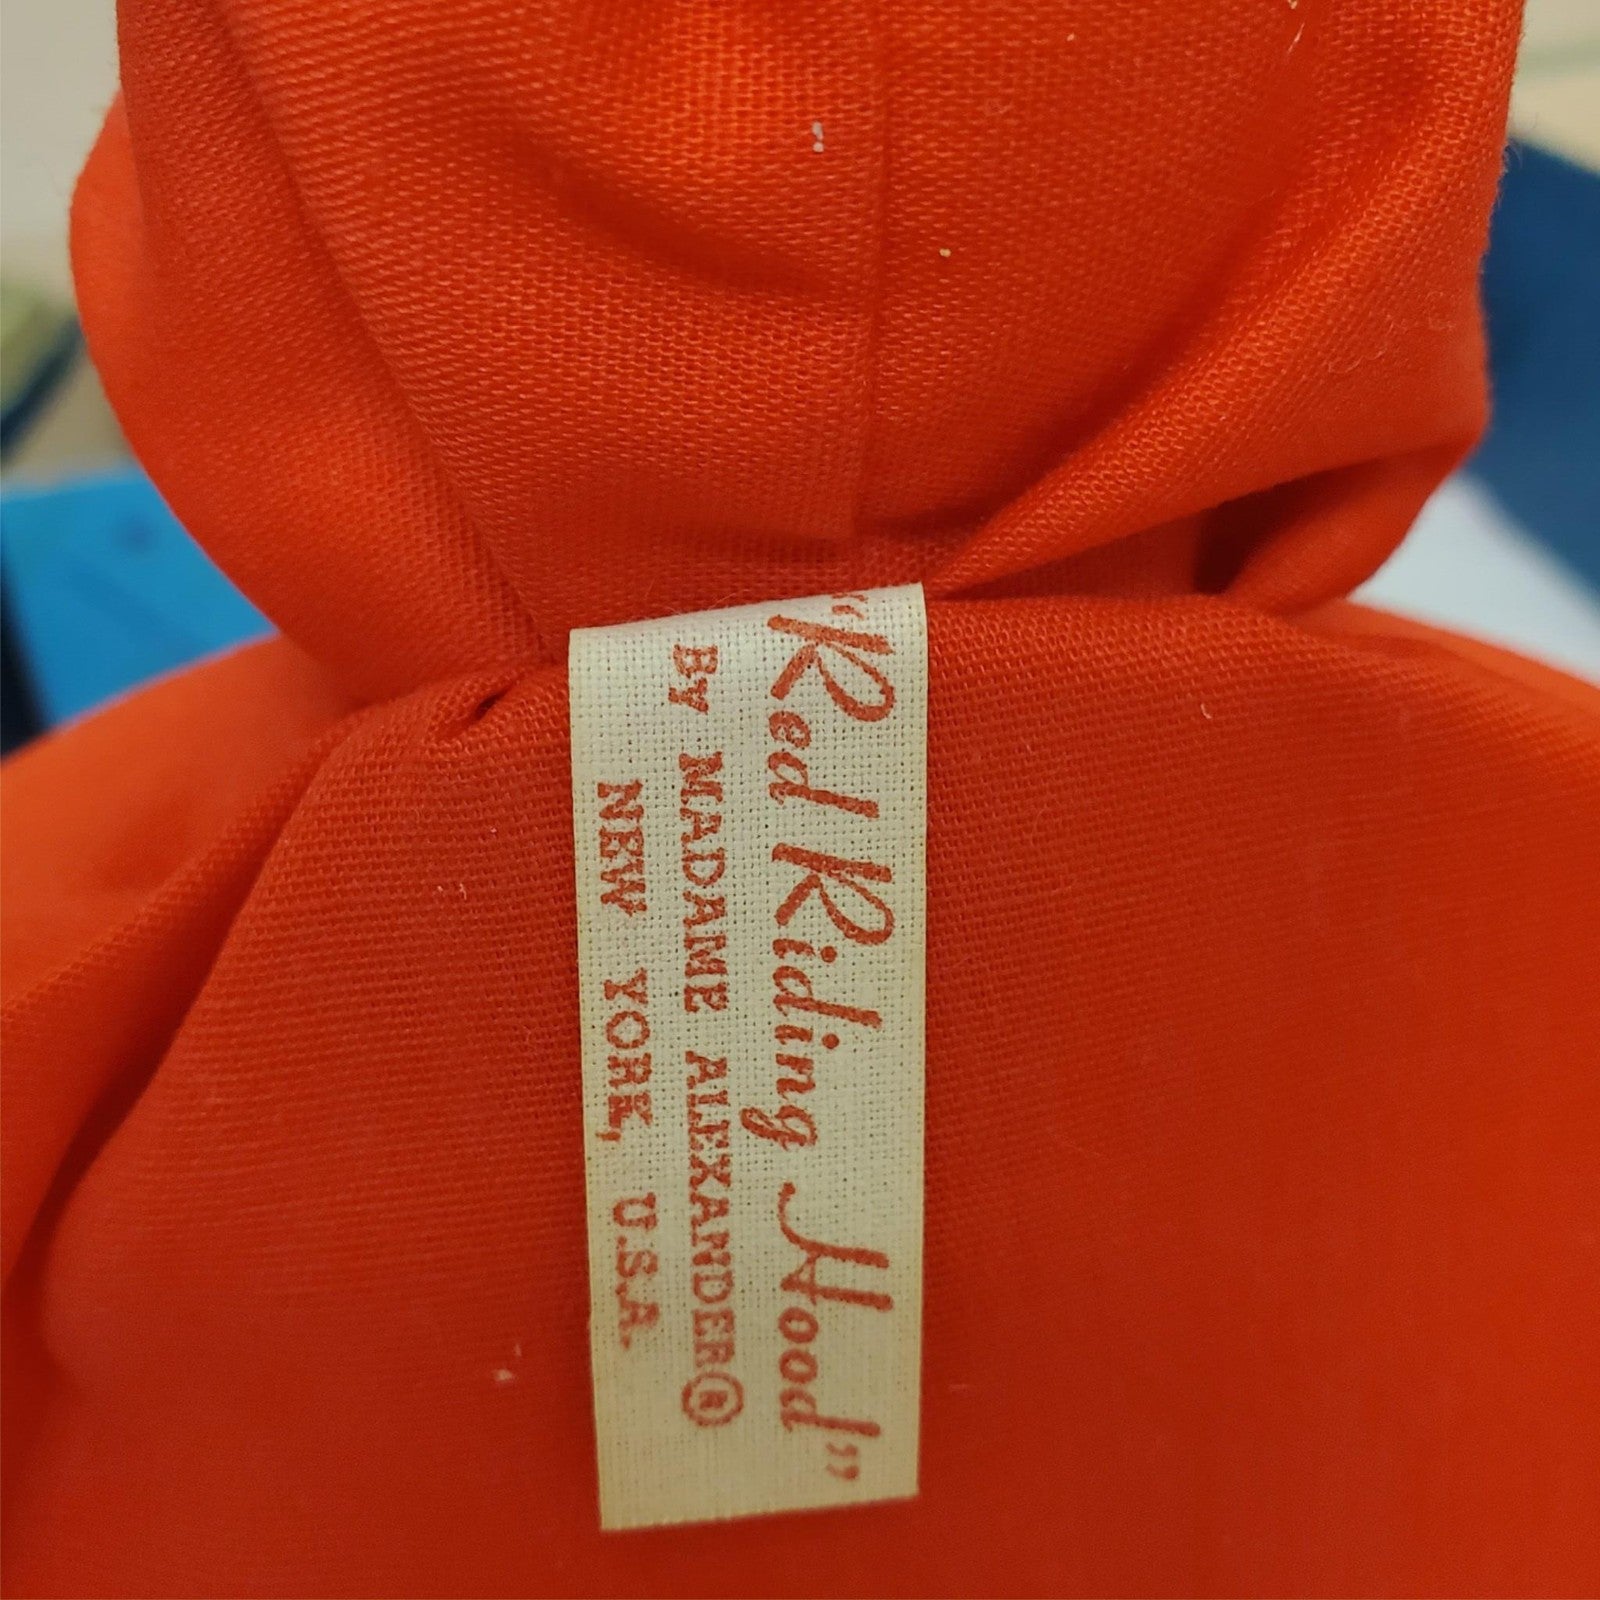 "Red Riding Hood"
BY MADAME ALEXANDER®
NEW YORK, U.S.A.